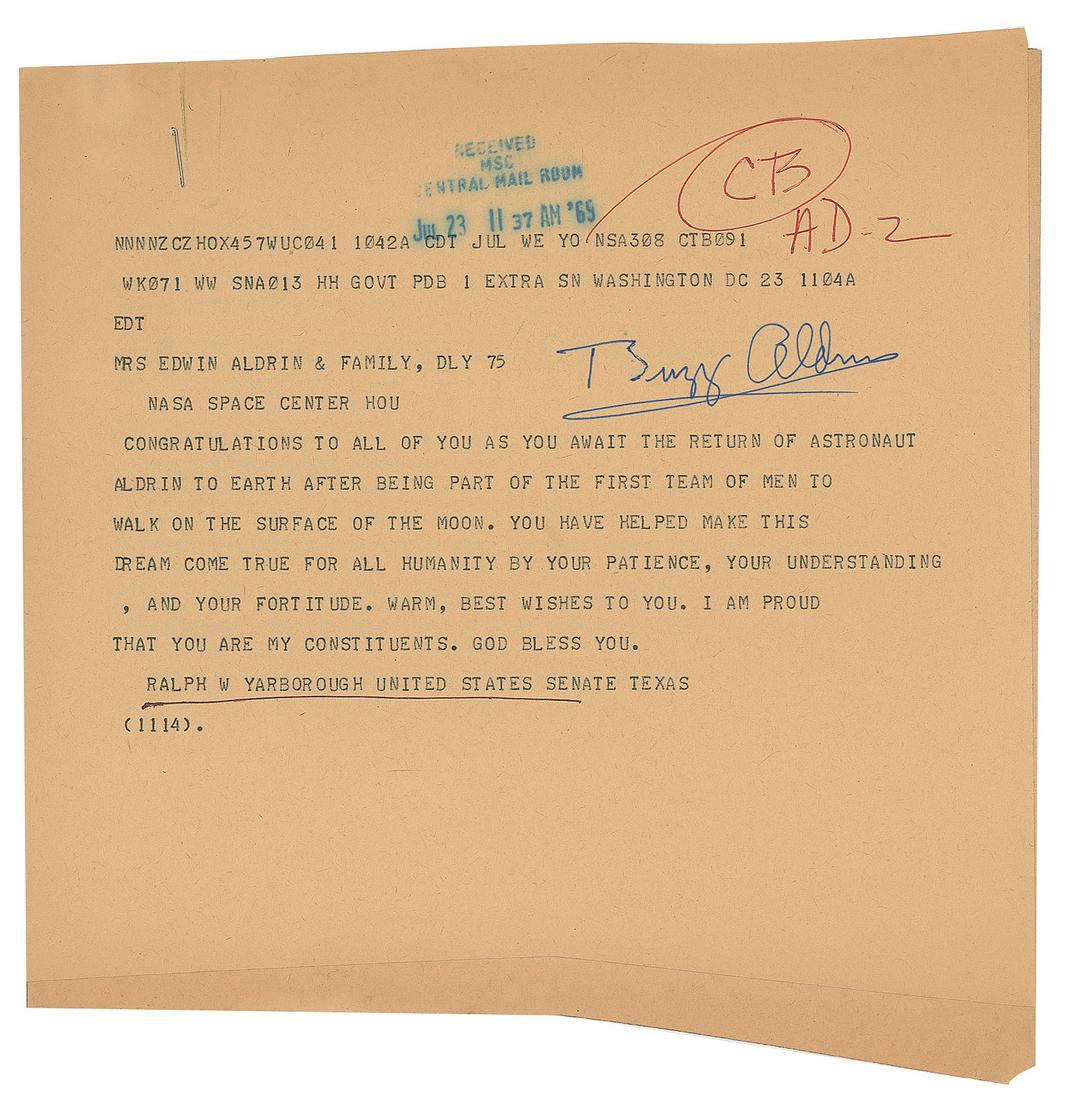 RECEIVED
MSC
CENTRAL MAIL ROOM
JUL 23 11 37 AM '69
CB
AD-2
NNNNZCZHOX457WUC041 1042A CDT JUL WE YO NSA308 CTB091
WK071 WW SNA013 HH GOVT PDB 1 EXTRA SN WASHINGTON DC 23 1104A
EDT
MRS EDWIN ALDRIN & FAMILY, DLY 75
Buzz Aldrin
NASA SPACE CENTER HOU
CONGRATULATIONS TO ALL OF YOU AS YOU AWAIT THE RETURN OF ASTRONAUT
ALDRIN TO EARTH AFTER BEING PART OF THE FIRST TEAM OF MEN TO
WALK ON THE SURFACE OF THE MOON. YOU HAVE HELPED MAKE THIS
DREAM COME TRUE FOR ALL HUMANITY BY YOUR PATIENCE, YOUR UNDERSTANDING
, AND YOUR FORTITUDE. WARM, BEST WISHES TO YOU. I AM PROUD
THAT YOU ARE MY CONSTITUENTS. GOD BLESS YOU.
RALPH W YARBOROUGH UNITED STATES SENATE TEXAS
(1114).